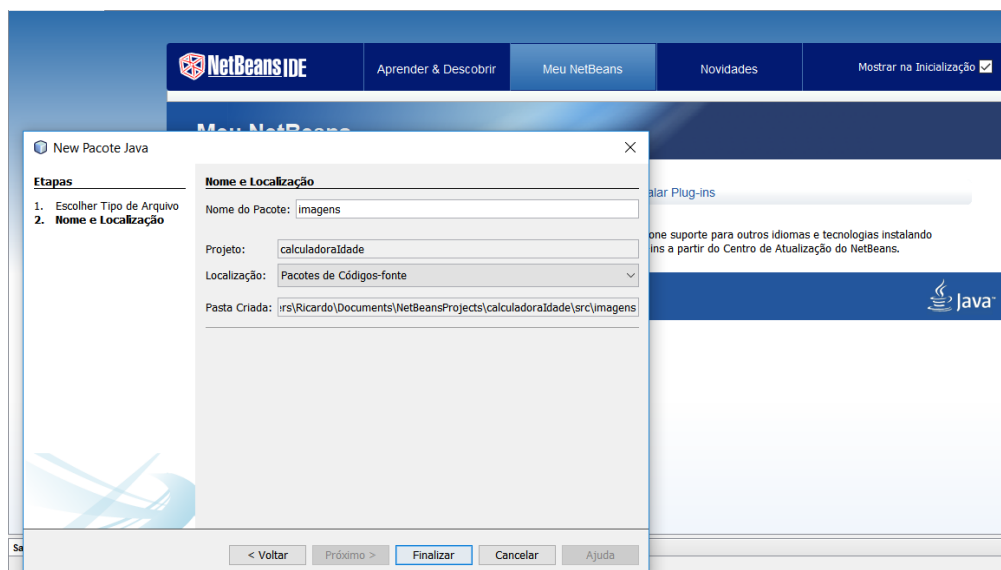 NetBeans IDE
Aprender & Descobrir
Meu NetBeans
Novidades
Mostrar na Inicialização
Meu NetBeans
New Pacote Java
Etapas
1. Escolher Tipo de Arquivo
2. Nome e Localização
Nome e Localização
Nome do Pacote: imagens
Projeto: calculadoraIdade
Localização: Pacotes de Códigos-fonte
Pasta Criada: ers\Ricardo\Documents\NetBeansProjects\calculadoraIdade\src\imagens
alar Plug-ins
one suporte para outros idiomas e tecnologias instalando
ins a partir do Centro de Atualização do NetBeans.
Java
< Voltar
Próximo >
Finalizar
Cancelar
Ajuda